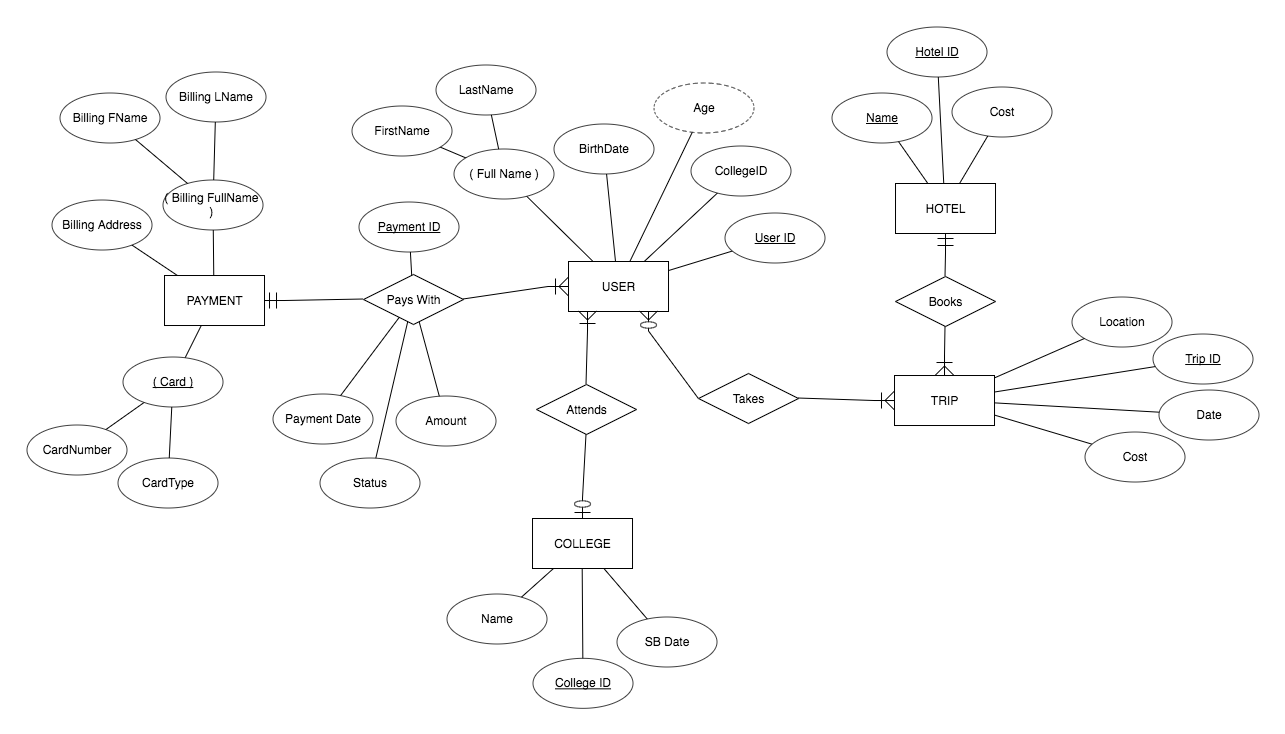 Hotel ID
Name
Cost
HOTEL
Books
Billing LName
Billing FName
( Billing FullName
)
Billing Address
PAYMENT
( Card )
CardNumber
CardType
LastName
FirstName
( Full Name )
BirthDate
Age
CollegeID
User ID
USER
Payment ID
Pays With
Payment Date
Status
Amount
Attends
Takes
TRIP
Location
Trip ID
Date
Cost
COLLEGE
Name
College ID
SB Date